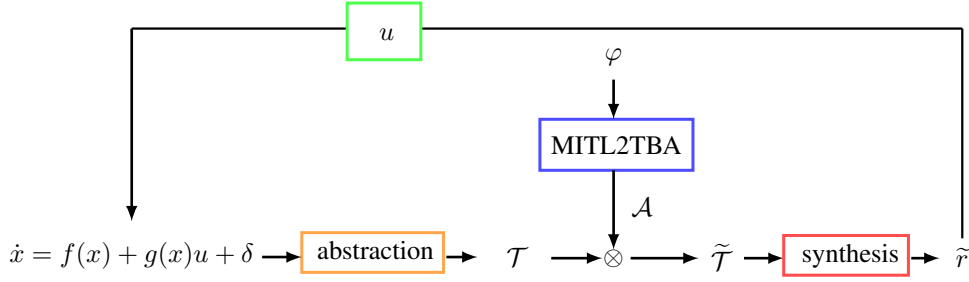 u
φ
MITL2TBA
𝒜
ẋ = f(x) + g(x)u + δ abstraction 𝒯 ⊗ 𝒯̃ synthesis r̃